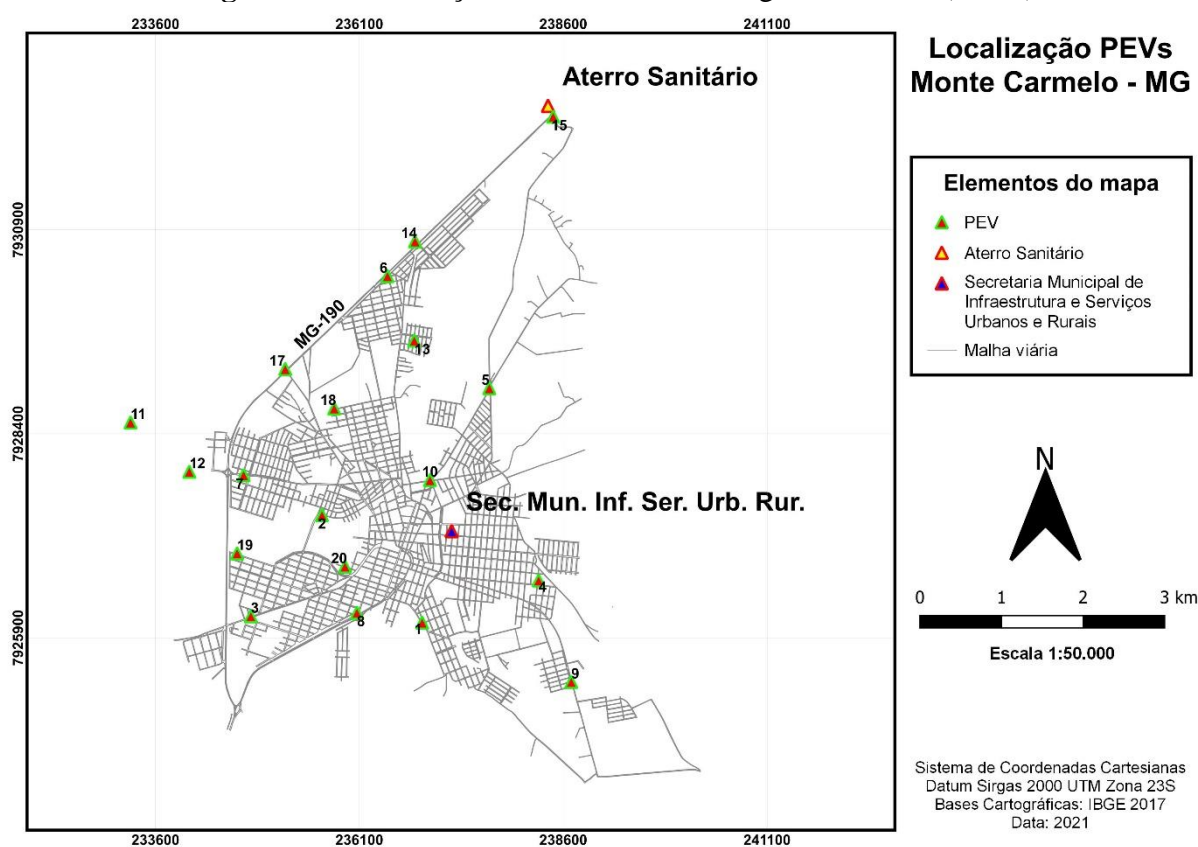 233600
236100
238600
241100
Localização PEVs
Monte Carmelo - MG
Aterro Sanitário
15
7930900
14
6
MG-190
13
17
5
18
11
7928400
12
7
10
Sec. Mun. Inf. Ser. Urb. Rur.
2
19
20
4
3
8
1
7925900
9
233600
236100
238600
241100
Elementos do mapa
PEV
Aterro Sanitário
Secretaria Municipal de
Infraestrutura e Serviços
Urbanos e Rurais
Malha viária
N
0 1 2 3 km
Escala 1:50.000
Sistema de Coordenadas Cartesianas
Datum Sirgas 2000 UTM Zona 23S
Bases Cartográficas: IBGE 2017
Data: 2021